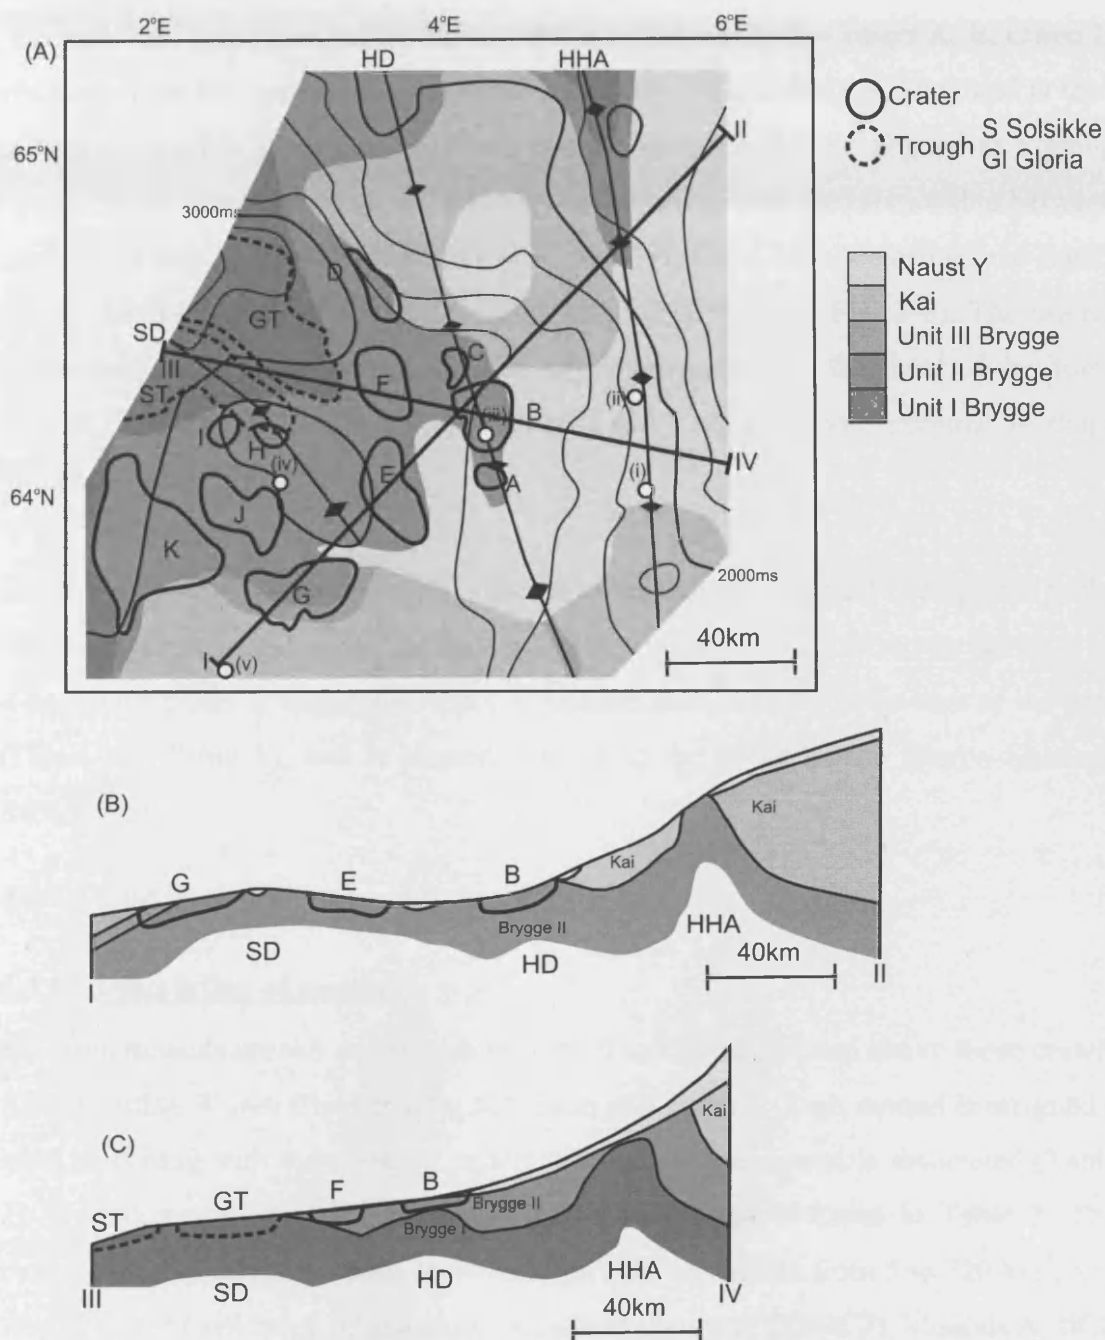 2°E 4°E 6°E
(A)
HD HHA
II
65°N
3000ms
D
GT
SD
III
ST
C
F
B
(iii)
(ii)
I
H
(iv)
E
A
IV
(i)
64°N
J
K
G
2000ms
I (v)
40km
Crater
Trough
S Solsikke
Gl Gloria
Naust Y
Kai
Unit III Brygge
Unit II Brygge
Unit I Brygge
(B)
Kai
Kai
G E B
Brygge II
SD HD HHA
40km
I II
(C)
Kai
ST GT F B
Brygge II
Brygge I
SD HD HHA
III IV
40km